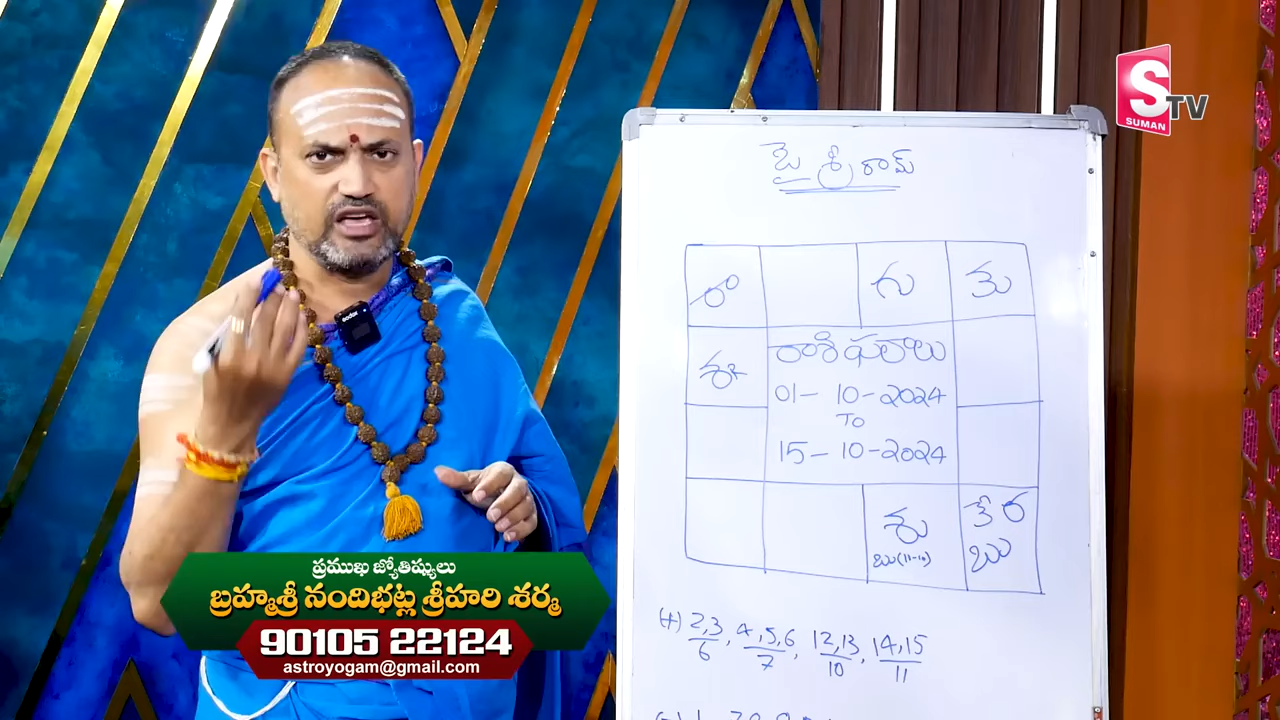 S
TV
SUMAN
జై శ్రీరామ్
రా గు కు
శ
రాశిఫలాలు
01-10-2024
TO
15-10-2024
శు
బు(11-10)
కే ర
బు
(+) 2,3/6, 4,5,6/7, 12,13/10, 14,15/11
godox
ప్రముఖ జ్యోతిష్యులు
బ్రహ్మశ్రీ నందిభట్ల శ్రీహరి శర్మ
90105 22124
astroyogam@gmail.com